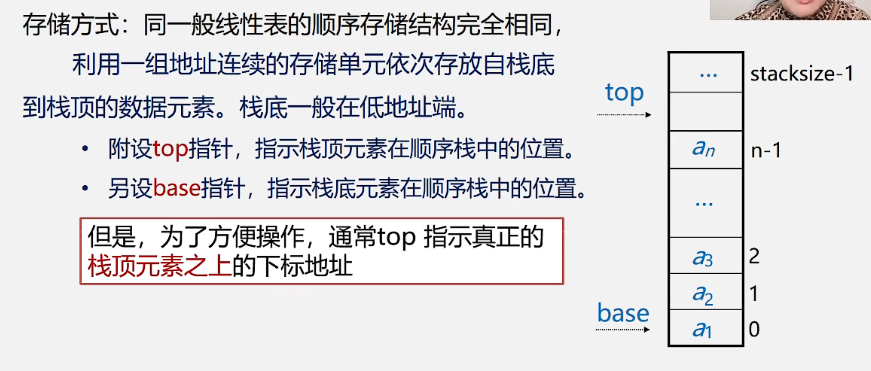 存储方式：同一般线性表的顺序存储结构完全相同，
利用一组地址连续的存储单元依次存放自栈底
到栈顶的数据元素。栈底一般在低地址端。
• 附设top指针，指示栈顶元素在顺序栈中的位置。
• 另设base指针，指示栈底元素在顺序栈中的位置。
但是，为了方便操作，通常top 指示真正的
栈顶元素之上的下标地址
... stacksize-1
top
an n-1
...
a3 2
a2 1
base a1 0